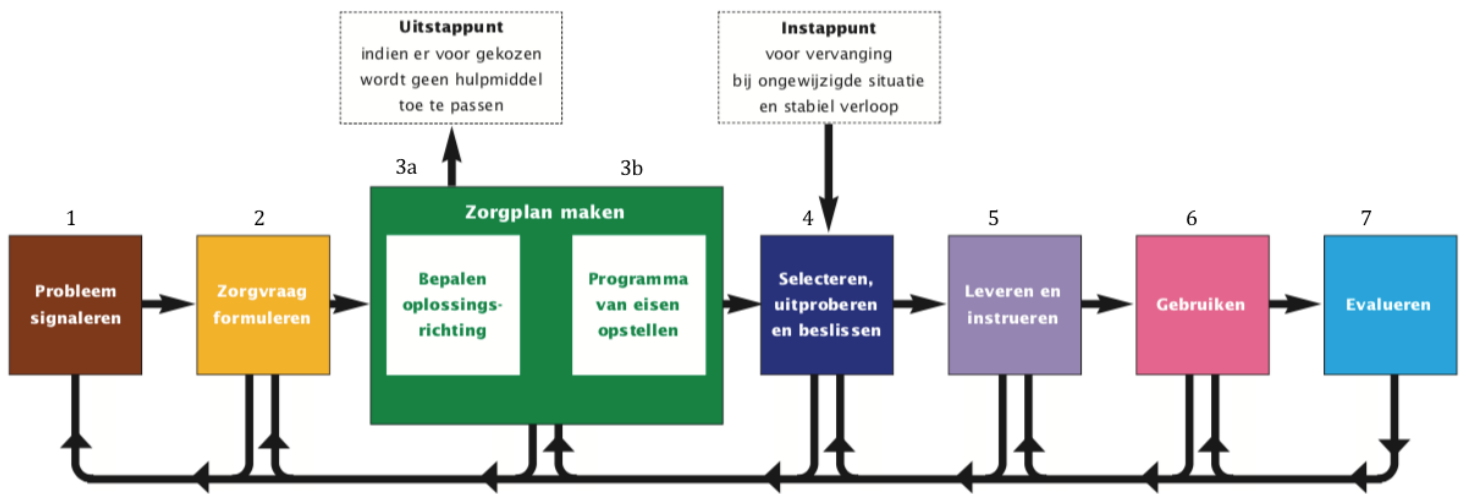 Uitstappunt
indien er voor gekozen
wordt geen hulpmiddel
toe te passen
Instappunt
voor vervanging
bij ongewijzigde situatie
en stabiel verloop
1
Probleem
signaleren
2
Zorgvraag
formuleren
3a
3b
Zorgplan maken
Bepalen
oplossings-
richting
Programma
van eisen
opstellen
4
Selecteren,
uitproberen
en beslissen
5
Leveren en
instrueren
6
Gebruiken
7
Evalueren